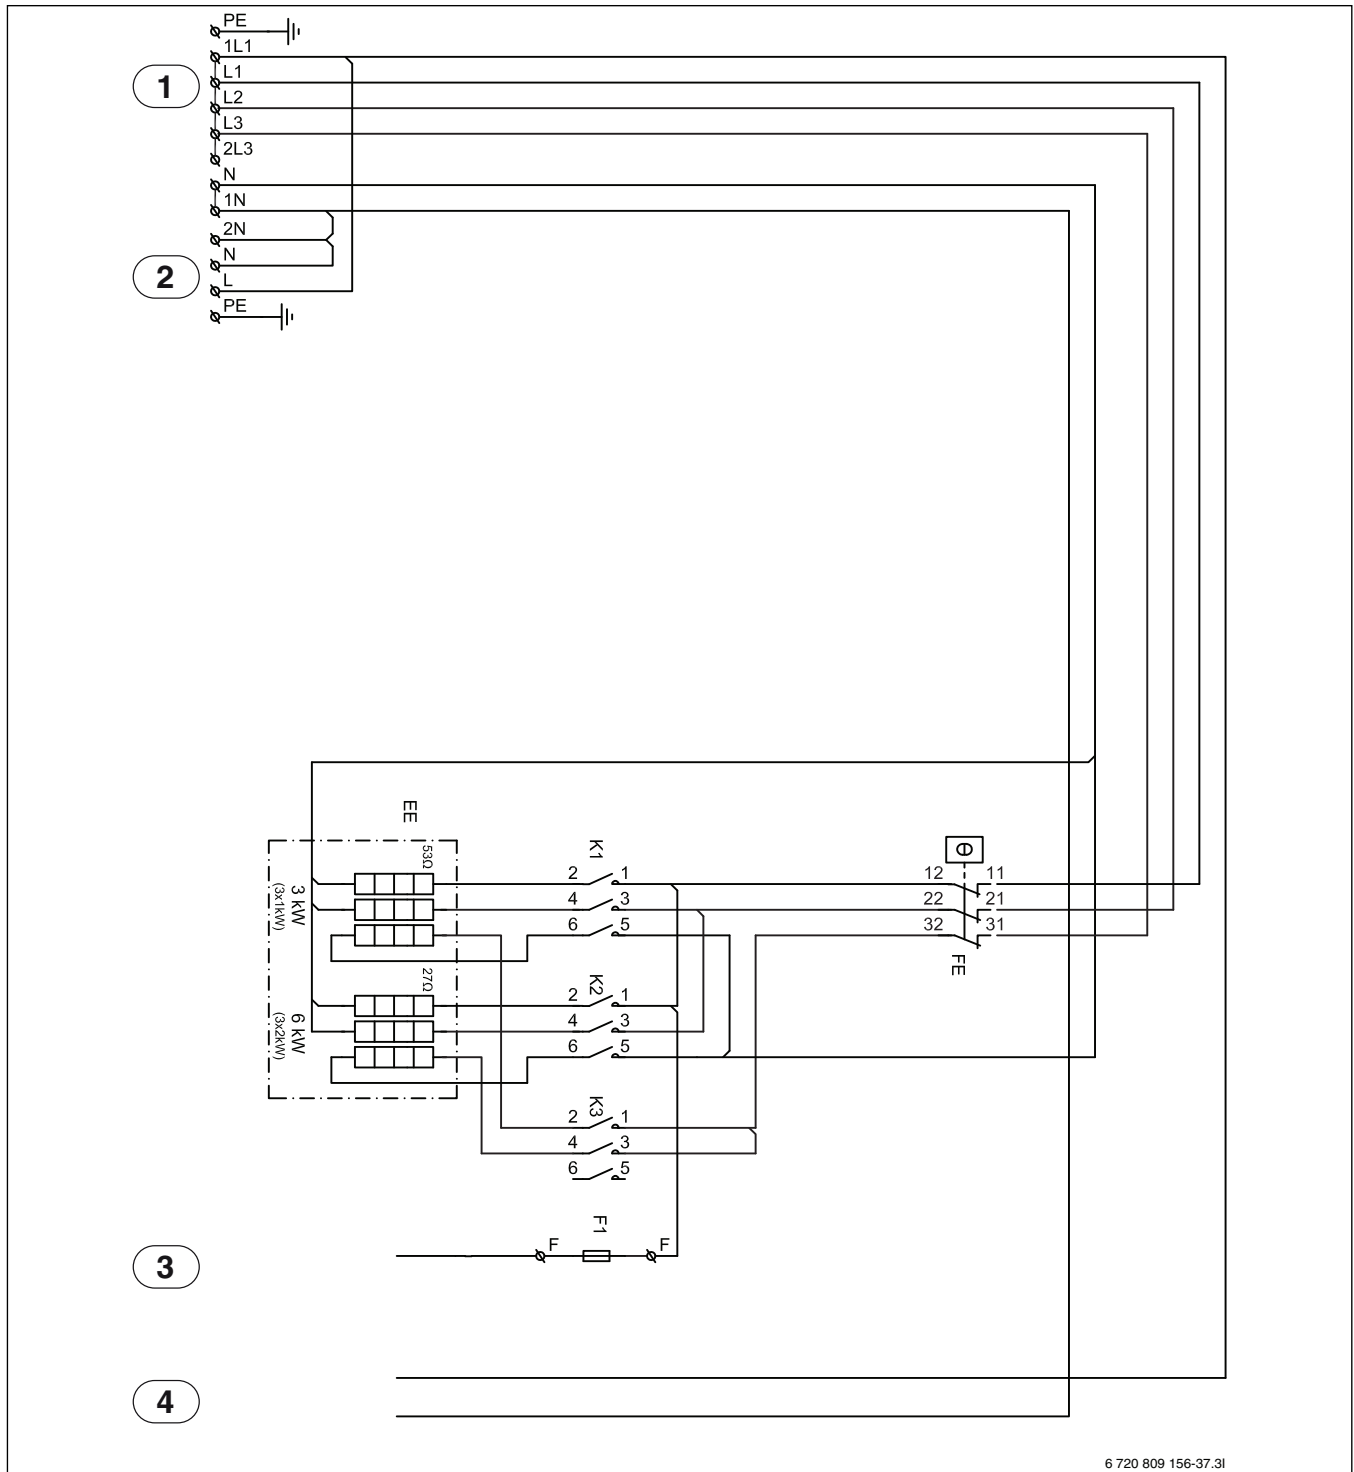 PE
1L1
1
L1
L2
L3
2L3
N
1N
2N
N
2
L
PE
EE
53Ω
3 kW
(3x1kW)
27Ω
6 kW
(3x2kW)
K1
2 1
4 3
6 5
K2
2 1
4 3
6 5
K3
2 1
4 3
6 5
Θ
12 11
22 21
32 31
FE
F1
F F
3
4
6 720 809 156-37.3I